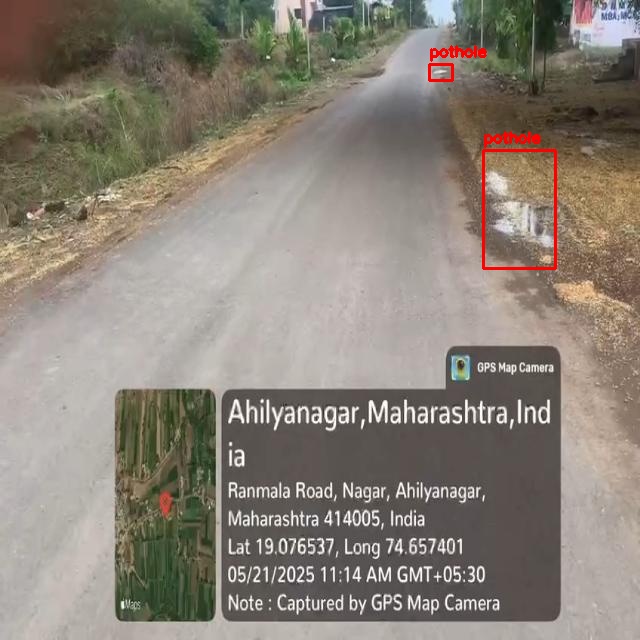 MBA, MC
pothole
pothole
GPS Map Camera
Ahilyanagar,Maharashtra,Ind
ia
Ranmala Road, Nagar, Ahilyanagar,
Maharashtra 414005, India
Lat 19.076537, Long 74.657401
05/21/2025 11:14 AM GMT+05:30
Note : Captured by GPS Map Camera
Maps